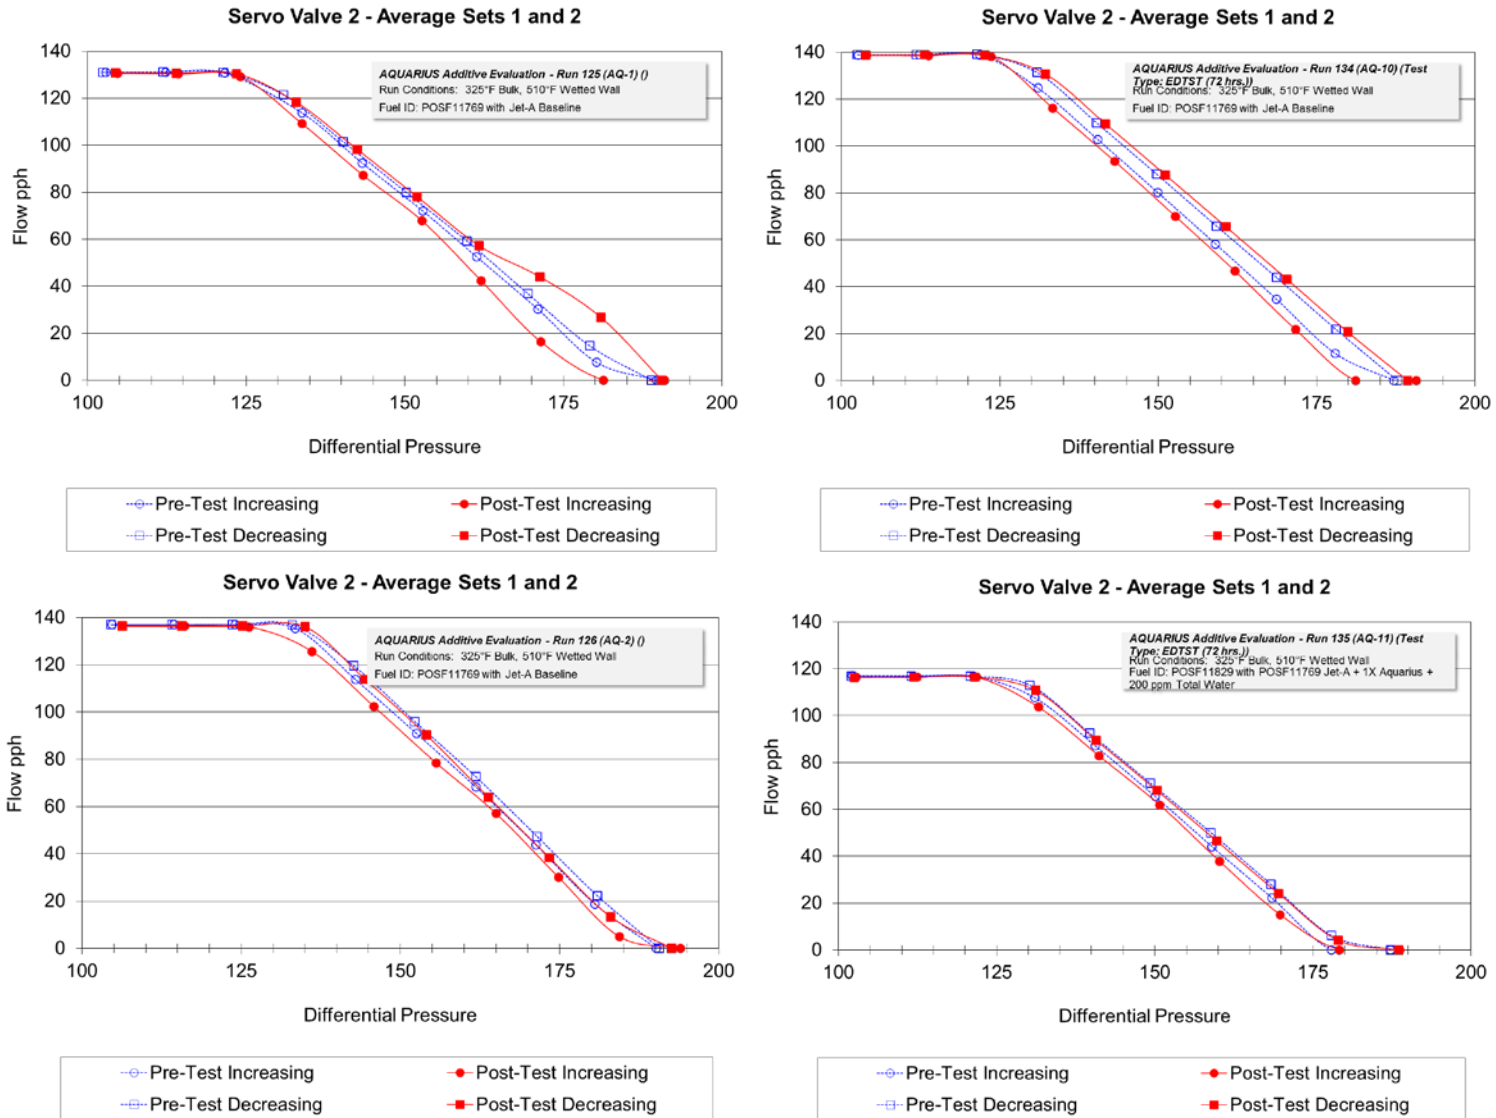 Servo Valve 2 - Average Sets 1 and 2
140
120
100
80
60
40
20
0
Flow pph
AQUARIUS Additive Evaluation - Run 125 (AQ-1) ()
Run Conditions: 325°F Bulk, 510°F Wetted Wall
Fuel ID: POSF11769 with Jet-A Baseline
100 125 150 175 200
Differential Pressure
Pre-Test Increasing Post-Test Increasing
Pre-Test Decreasing Post-Test Decreasing
Servo Valve 2 - Average Sets 1 and 2
140
120
100
80
60
40
20
0
Flow pph
AQUARIUS Additive Evaluation - Run 134 (AQ-10) (Test
Type: EDTST (72 hrs.))
Run Conditions: 325°F Bulk, 510°F Wetted Wall
Fuel ID: POSF11769 with Jet-A Baseline
100 125 150 175 200
Differential Pressure
Pre-Test Increasing Post-Test Increasing
Pre-Test Decreasing Post-Test Decreasing
Servo Valve 2 - Average Sets 1 and 2
140
120
100
80
60
40
20
0
Flow pph
AQUARIUS Additive Evaluation - Run 126 (AQ-2) ()
Run Conditions: 325°F Bulk, 510°F Wetted Wall
Fuel ID: POSF11769 with Jet-A Baseline
100 125 150 175 200
Differential Pressure
Pre-Test Increasing Post-Test Increasing
Pre-Test Decreasing Post-Test Decreasing
Servo Valve 2 - Average Sets 1 and 2
140
120
100
80
60
40
20
0
Flow pph
AQUARIUS Additive Evaluation - Run 135 (AQ-11) (Test
Type: EDTST (72 hrs.))
Run Conditions: 325°F Bulk, 510°F Wetted Wall
Fuel ID: POSF11829 with POSF11769 Jet-A + 1X Aquarius +
200 ppm Total Water
100 125 150 175 200
Differential Pressure
Pre-Test Increasing Post-Test Increasing
Pre-Test Decreasing Post-Test Decreasing